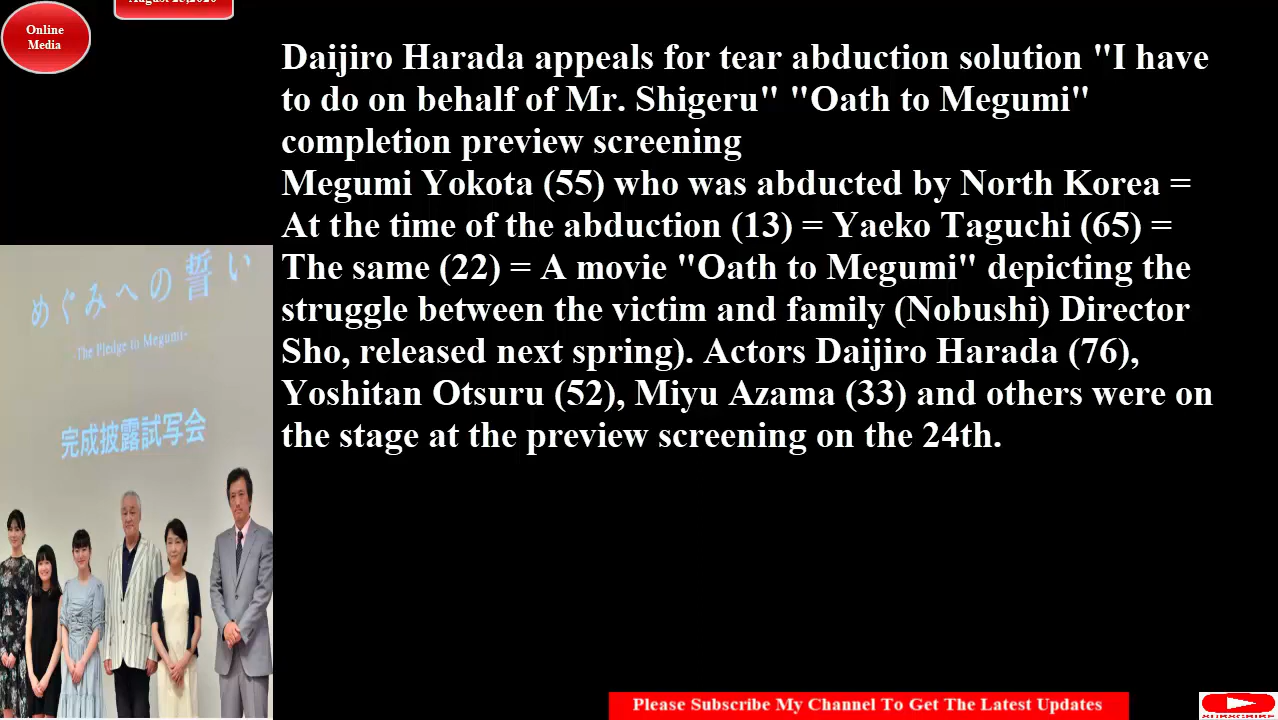 Online
Media
Daijiro Harada appeals for tear abduction solution "I have
to do on behalf of Mr. Shigeru" "Oath to Megumi"
completion preview screening
Megumi Yokota (55) who was abducted by North Korea =
At the time of the abduction (13) = Yaeko Taguchi (65) =
The same (22) = A movie "Oath to Megumi" depicting the
struggle between the victim and family (Nobushi) Director
Sho, released next spring). Actors Daijiro Harada (76),
Yoshitan Otsuru (52), Miyu Azama (33) and others were on
the stage at the preview screening on the 24th.
めぐみへの誓い
-The Pledge to Megumi-
完成披露試写会
Please Subscribe My Channel To Get The Latest Updates
SUBSCRIBE